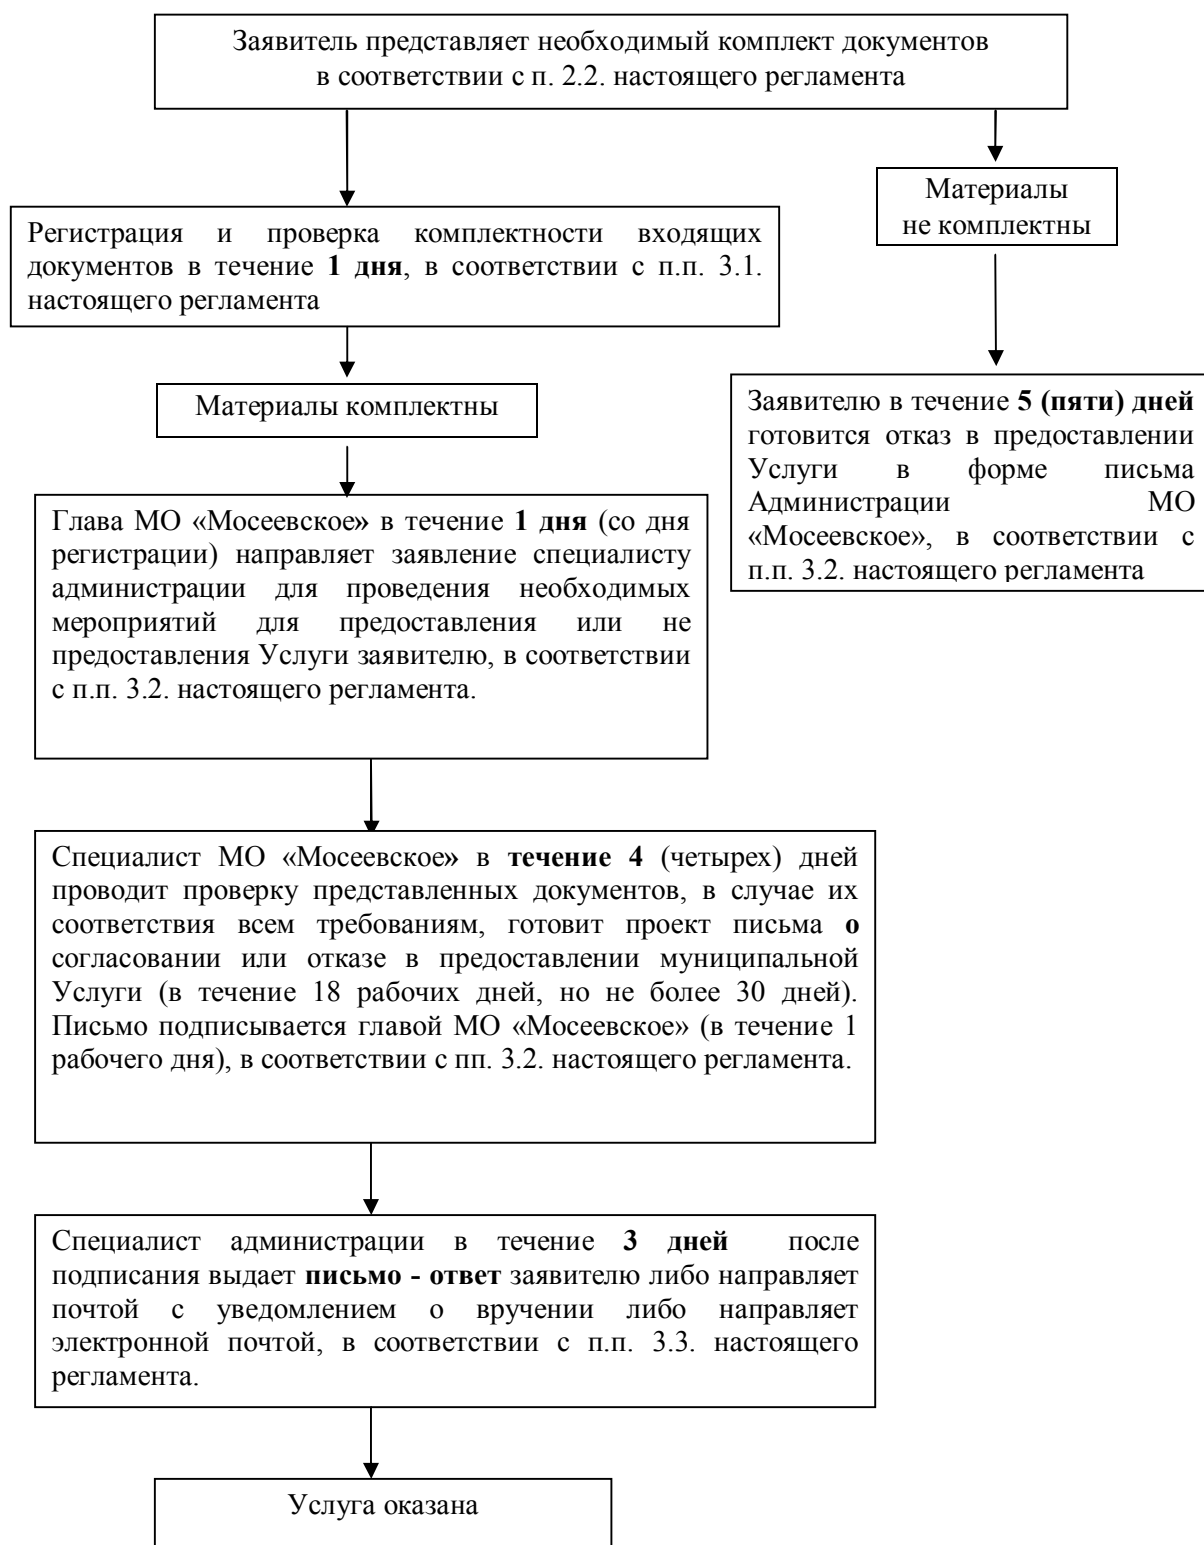 Заявитель представляет необходимый комплект документов
в соответствии с п. 2.2. настоящего регламента
Материалы
не комплектны
Регистрация и проверка комплектности входящих
документов в течение 1 дня, в соответствии с п.п. 3.1.
настоящего регламента
Материалы комплектны
Заявителю в течение 5 (пяти) дней
готовится отказ в предоставлении
Услуги в форме письма
Администрации МО
«Мосеевское», в соответствии с
п.п. 3.2. настоящего регламента
Глава МО «Мосеевское» в течение 1 дня (со дня
регистрации) направляет заявление специалисту
администрации для проведения необходимых
мероприятий для предоставления или не
предоставления Услуги заявителю, в соответствии
с п.п. 3.2. настоящего регламента.
Специалист МО «Мосеевское» в течение 4 (четырех) дней
проводит проверку представленных документов, в случае их
соответствия всем требованиям, готовит проект письма о
согласовании или отказе в предоставлении муниципальной
Услуги (в течение 18 рабочих дней, но не более 30 дней).
Письмо подписывается главой МО «Мосеевское» (в течение 1
рабочего дня), в соответствии с пп. 3.2. настоящего регламента.
Специалист администрации в течение 3 дней после
подписания выдает письмо - ответ заявителю либо направляет
почтой с уведомлением о вручении либо направляет
электронной почтой, в соответствии с п.п. 3.3. настоящего
регламента.
Услуга оказана